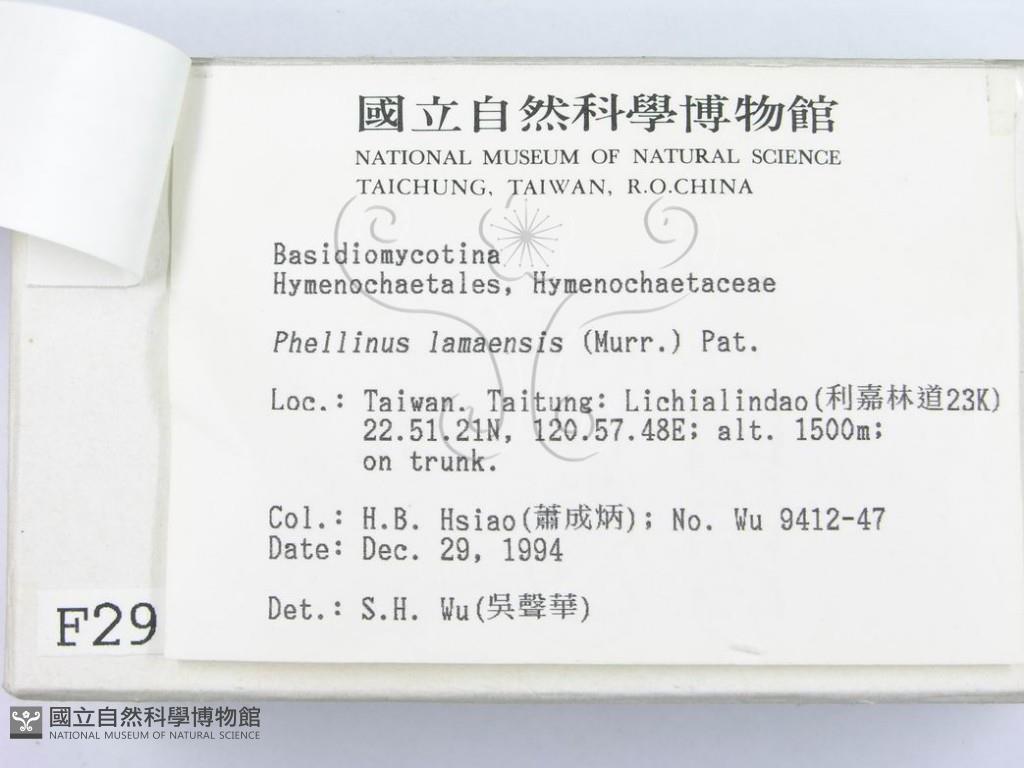 國立自然科學博物館
NATIONAL MUSEUM OF NATURAL SCIENCE
TAICHUNG, TAIWAN, R.O.CHINA
Basidiomycotina
Hymenochaetales, Hymenochaetaceae
Phellinus lamaensis (Murr.) Pat.
Loc.: Taiwan. Taitung: Lichialindao(利嘉林道23K)
22.51.21N, 120.57.48E; alt. 1500m;
on trunk.
Col.: H.B. Hsiao(蕭成炳); No. Wu 9412-47
Date: Dec. 29, 1994
Det.: S.H. Wu(吳聲華)
F29
國立自然科學博物館
NATIONAL MUSEUM OF NATURAL SCIENCE